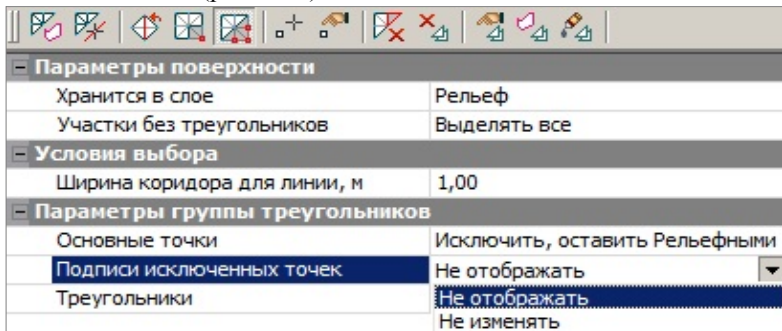 Параметры поверхности
Хранится в слое Рельеф
Участки без треугольников Выделять все
Условия выбора
Ширина коридора для линии, м 1,00
Параметры группы треугольников
Основные точки Исключить, оставить Рельефными
Подписи исключенных точек Не отображать
Треугольники Не отображать
Не изменять